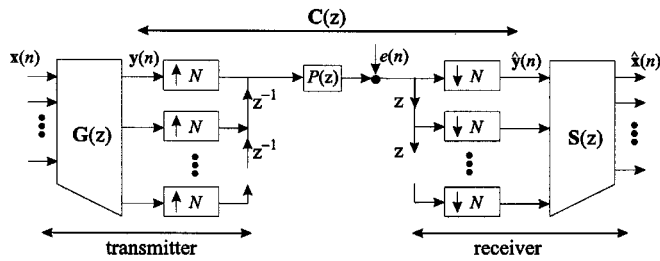 C(z)
x(n) y(n) ↑ N P(z) e(n) ↓ N ŷ(n) x̂(n)
z⁻¹ z
G(z) ↑ N ↓ N S(z)
z⁻¹ z
↑ N ↓ N
transmitter receiver